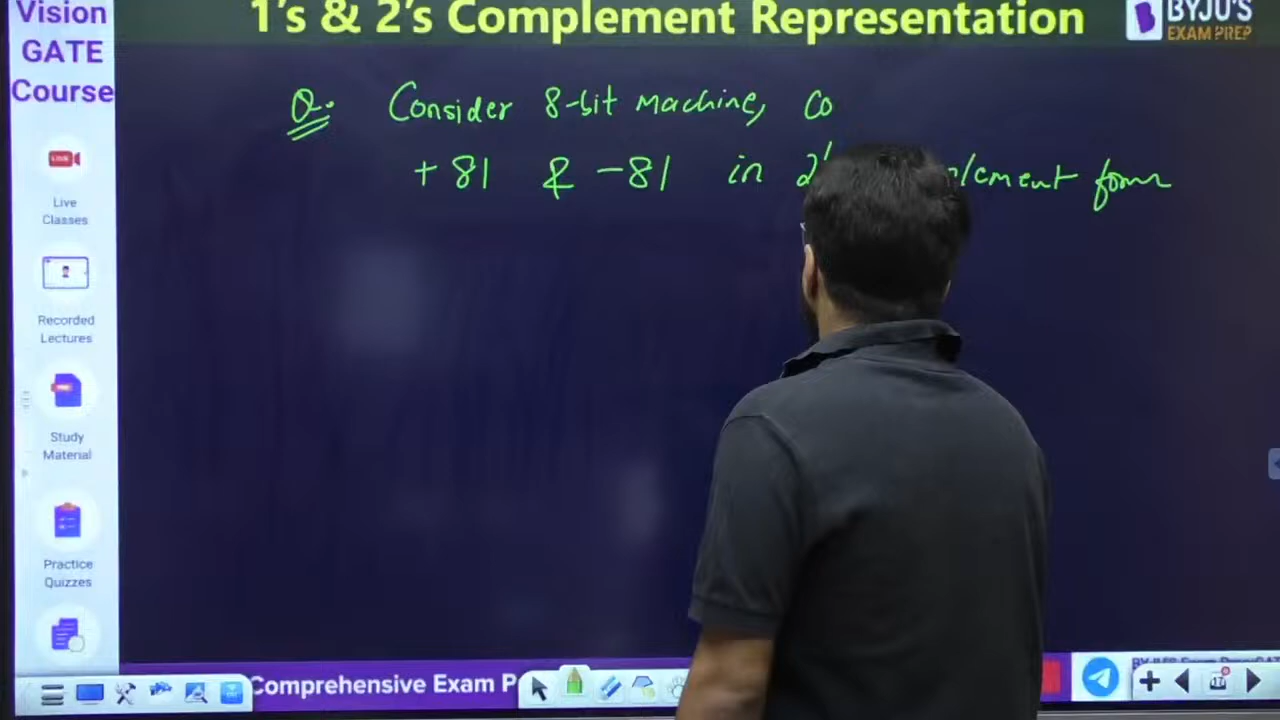 Vision
GATE
Course
1's & 2's Complement Representation
BYJU'S
EXAM PREP
Q. Consider 8-bit machine, Co
+81 & -81 in form
Live
Classes
Recorded
Lectures
Study
Material
Practice
Quizzes
Comprehensive Exam P
17